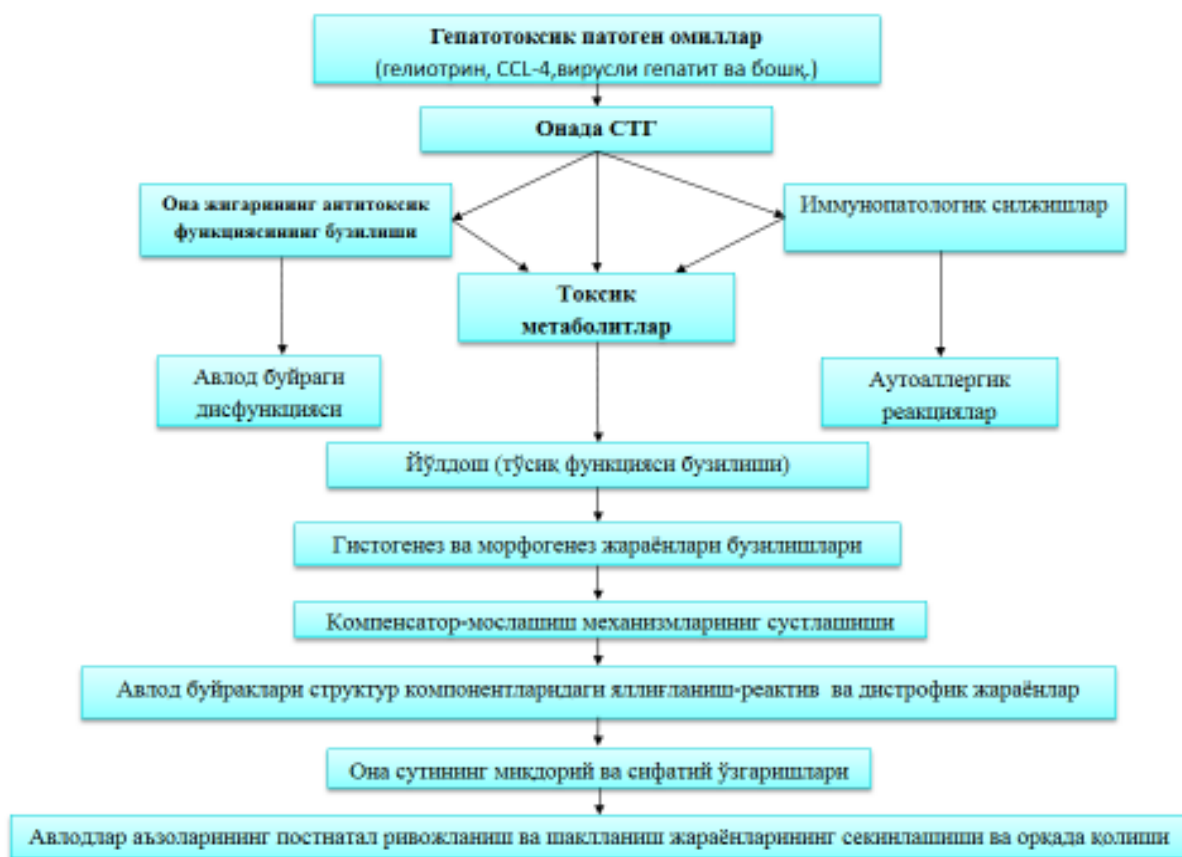 Гепатотоксик патоген омиллар
(гелиотрин, CCL-4,вирусли гепатит ва бошқ.)
Онада СТГ
Она жигарининг антитоксик
функциясининг бузилиши
Иммунопатологик силжишлар
Токсик
метаболитлар
Авлод буйраги
дисфункцияси
Аутоаллергик
реакциялар
Йўлдош (тўсиқ функцияси бузилиши)
Гистогенез ва морфогенез жараёнлари бузилишлари
Компенсатор-мослашиш механизмларининг сустлашиши
Авлод буйраклари структур компонентларидаги яллиғланиш-реактив ва дистрофик жараёнлар
Она сутининг миқдорий ва сифатий ўзгаришлари
Авлодлар аъзоларининг постнатал ривожланиш ва шаклланиш жараёнларининг секинлашиши ва орқада қолиши